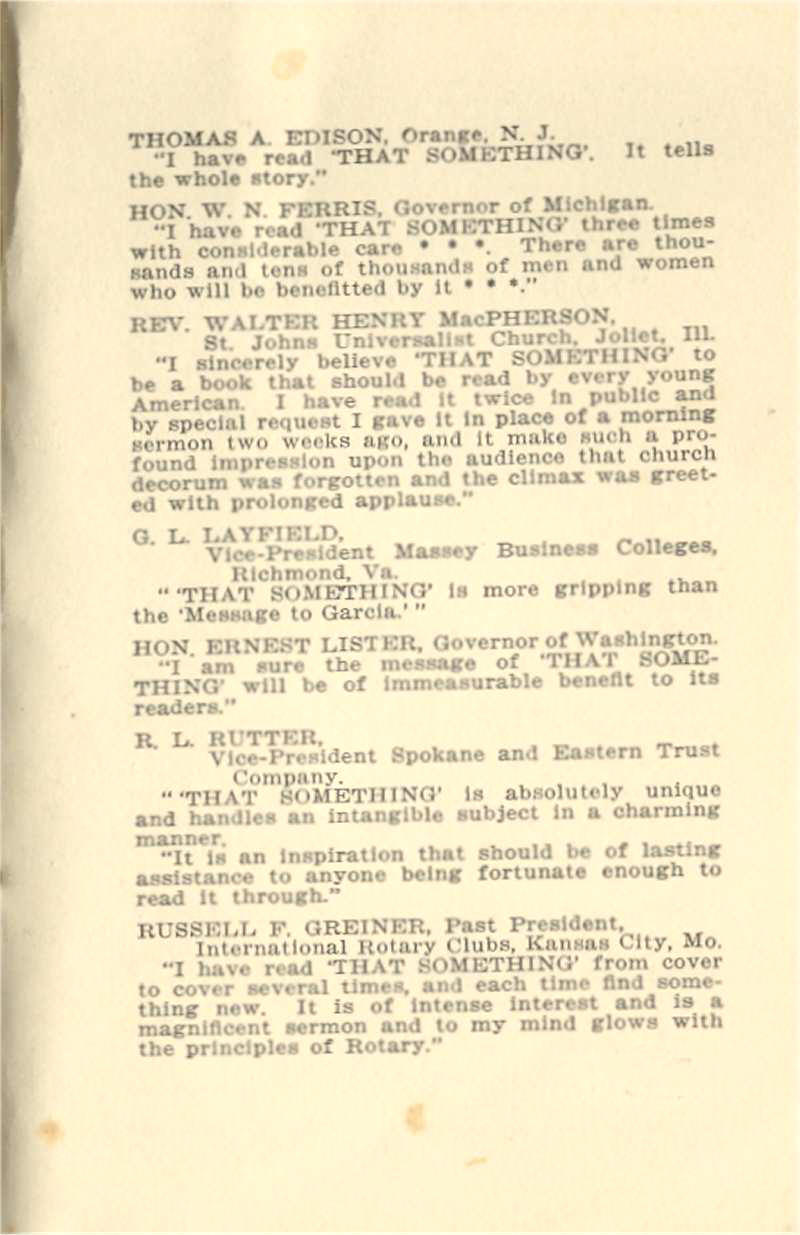 THOMAS A. EDISON, Orange, N. J.
"I have read 'THAT SOMETHING'. It tells
the whole story."
HON. W. N. FERRIS, Governor of Michigan.
"I have read 'THAT SOMETHING' three times
with considerable care * * *. There are thou-
sands and tens of thousands of men and women
who will be benefitted by it * * *."
REV. WALTER HENRY MacPHERSON,
St. Johns Universalist Church, Joliet, Ill.
"I sincerely believe 'THAT SOMETHING' to
be a book that should be read by every young
American. I have read it twice in public and
by special request I gave it in place of a morning
sermon two weeks ago, and it make such a pro-
found impression upon the audience that church
decorum was forgotten and the climax was greet-
ed with prolonged applause."
G. L. LAYFIELD,
Vice-President Massey Business Colleges,
Richmond, Va.
" 'THAT SOMETHING' is more gripping than
the 'Message to Garcia.' "
HON. ERNEST LISTER, Governor of Washington.
"I am sure the message of 'THAT SOME-
THING' will be of immeasurable benefit to its
readers."
R. L. RUTTER,
Vice-President Spokane and Eastern Trust
Company.
" 'THAT SOMETHING' is absolutely unique
and handles an intangible subject in a charming
manner.
"It is an inspiration that should be of lasting
assistance to anyone being fortunate enough to
read it through."
RUSSELL F. GREINER, Past President,
International Rotary Clubs, Kansas City, Mo.
"I have read 'THAT SOMETHING' from cover
to cover several times, and each time find some-
thing new. It is of intense interest and is a
magnificent sermon and to my mind glows with
the principles of Rotary."